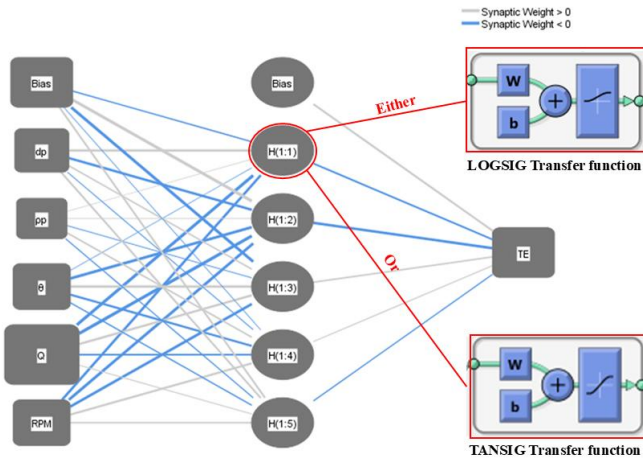 Synaptic Weight > 0
Synaptic Weight < 0
Bias
Bias
Either
W
b
LOGSIG Transfer function
dp
H(1:1)
ρp
H(1:2)
TE
θ
H(1:3)
Or
Q
H(1:4)
W
b
RPM
H(1:5)
TANSIG Transfer function